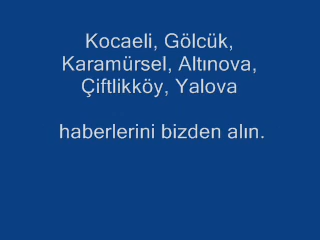 Kocaeli, Gölcük,
Karamürsel, Altınova,
Çiftlikköy, Yalova
haberlerini bizden alın.